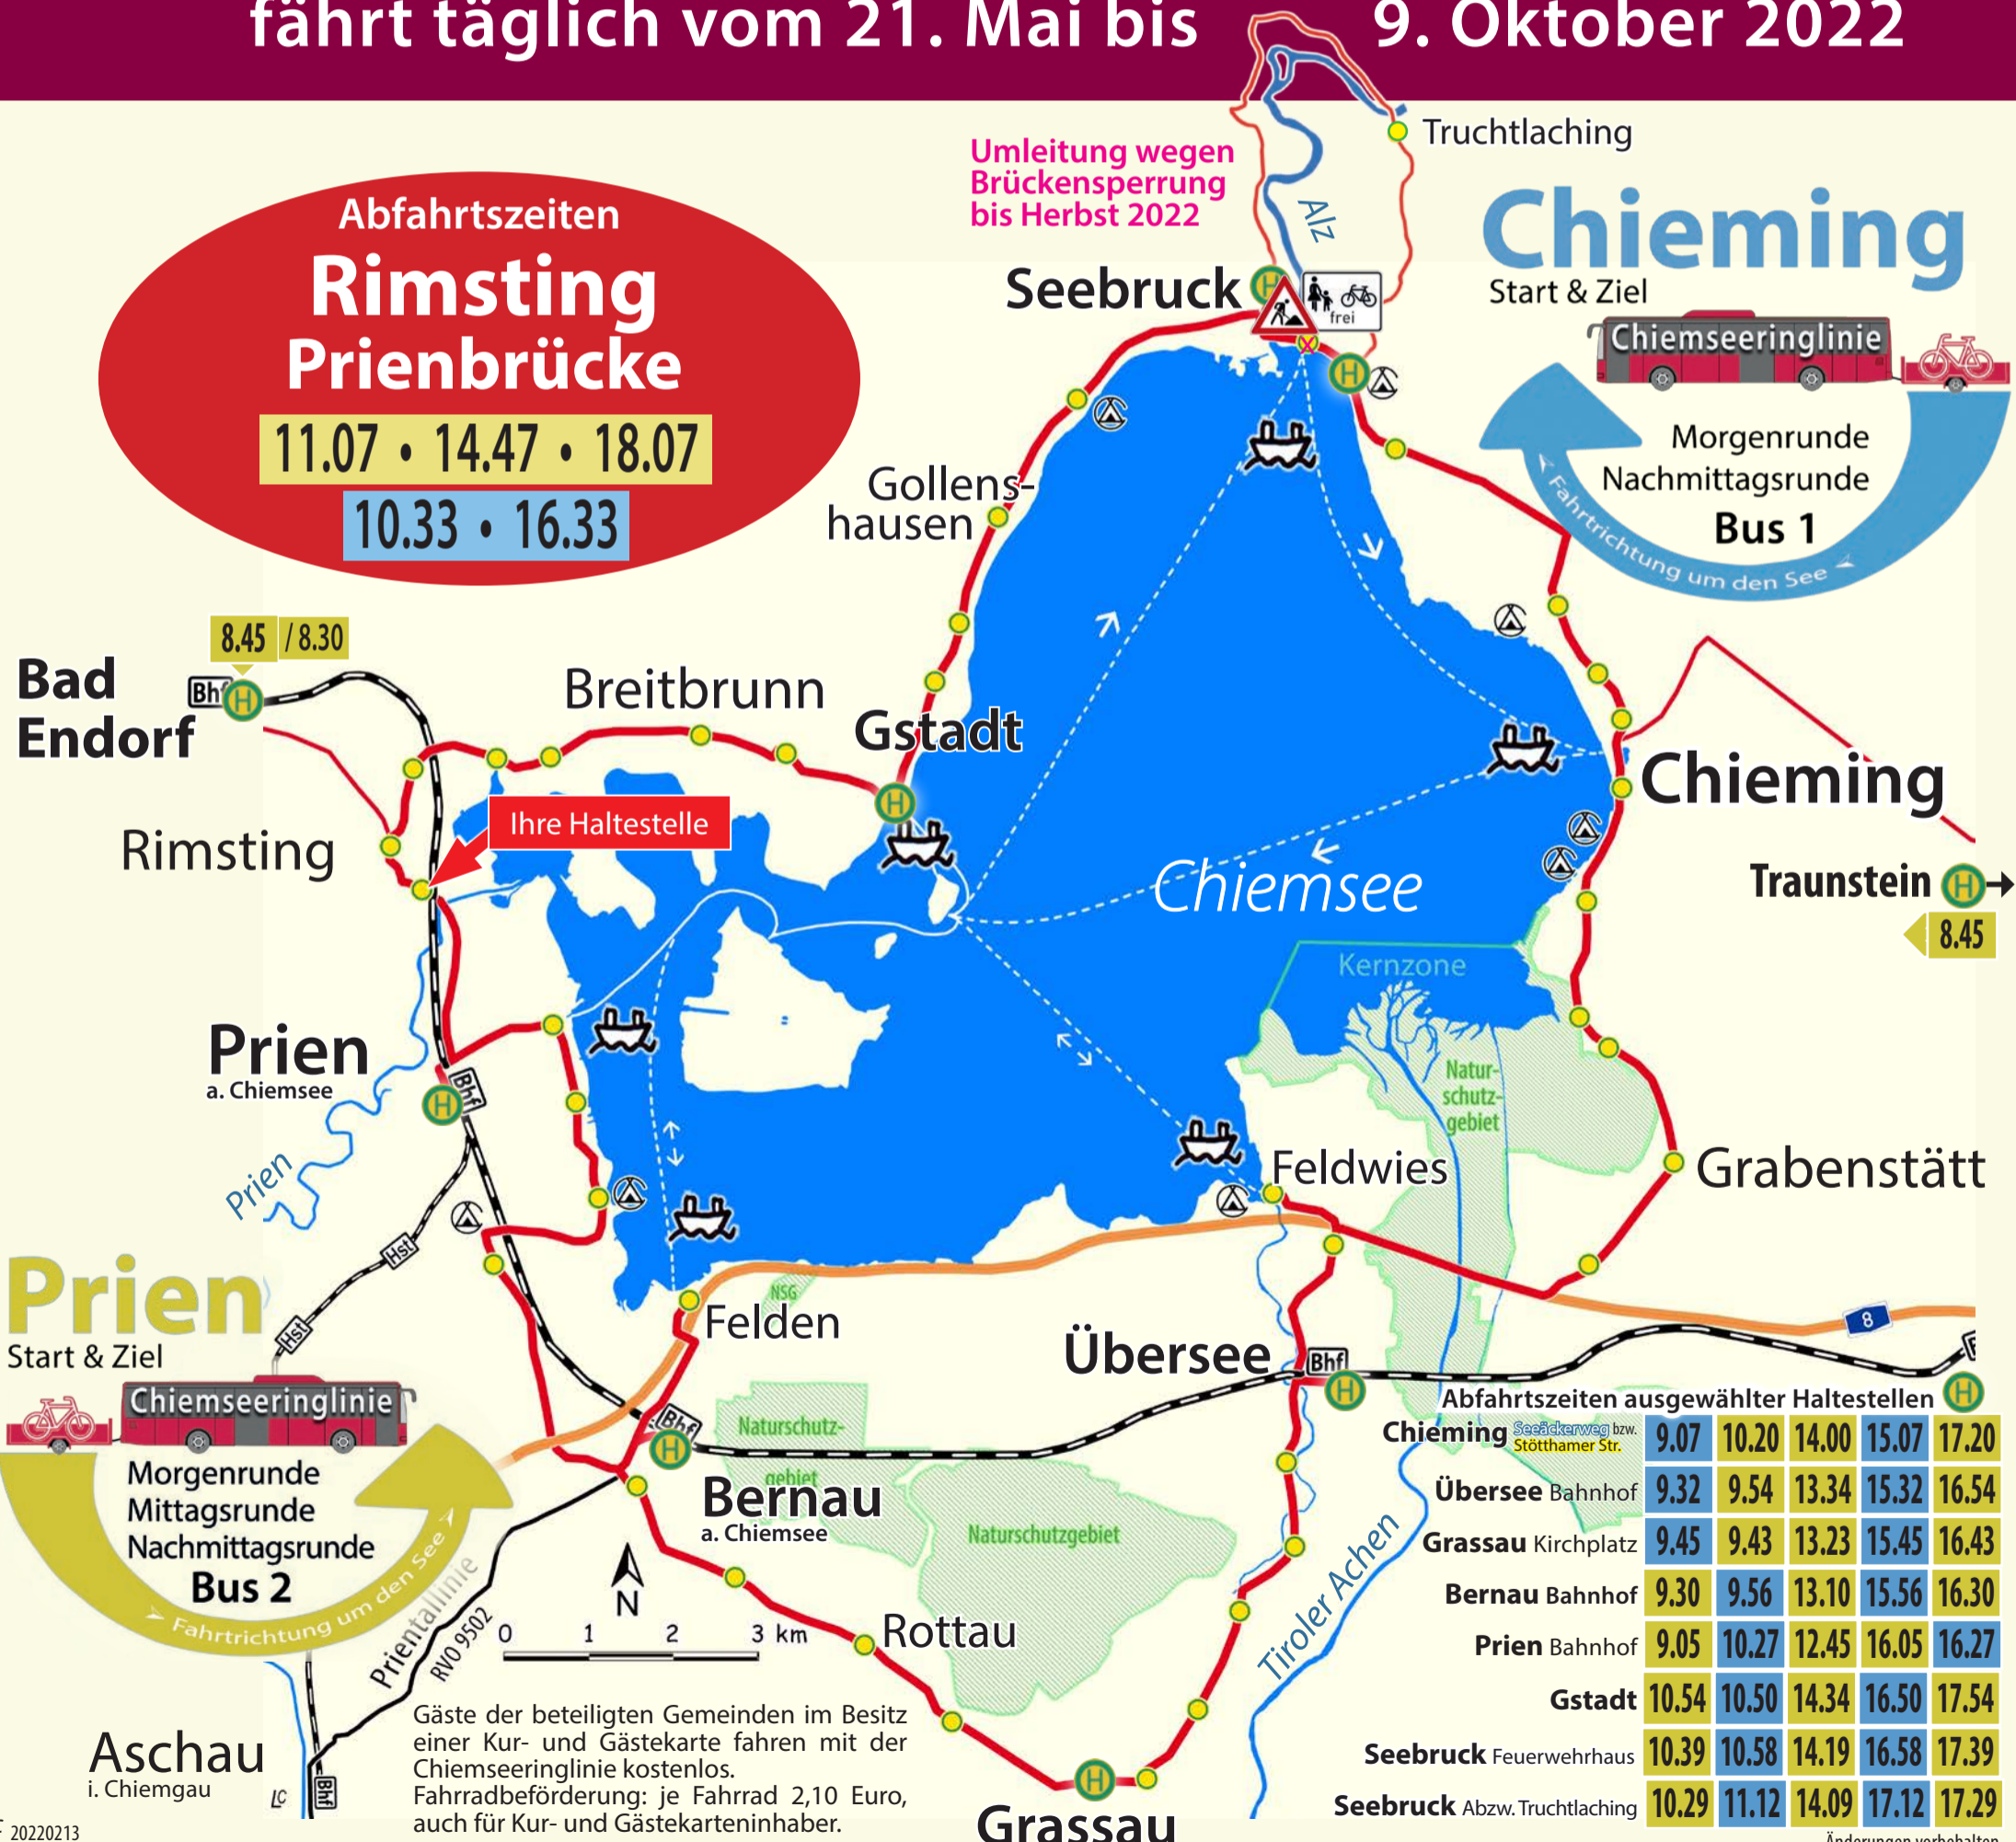 fährt täglich vom 21. Mai bis 9. Oktober 2022
Truchtlaching
Umleitung wegen
Brückensperrung
bis Herbst 2022
Alz
Abfahrtszeiten
Rimsting
Prienbrücke
11.07 • 14.47 • 18.07
10.33 • 16.33
Seebruck
H
frei
H
Chieming
Start & Ziel
Chiemseeringlinie
Morgenrunde
Nachmittagsrunde
Bus 1
Fahrtrichtung um den See
Gollens-
hausen
8.45 / 8.30
Bad
Endorf
Bhf
H
Breitbrunn
Gstadt
H
Chieming
Ihre Haltestelle
Rimsting
Chiemsee
Traunstein H
8.45
Kernzone
Prien
a. Chiemsee
Bhf
H
Natur-
schutz-
gebiet
Prien
Feldwies
Grabenstätt
Hst
Hst
Prien
Start & Ziel
Chiemseeringlinie
Morgenrunde
Mittagsrunde
Nachmittagsrunde
Bus 2
Fahrtrichtung um den See
NSG
Felden
8
Übersee
Bhf
H
Bhf
H
Naturschutz-
gebiet
Bernau
a. Chiemsee
Naturschutzgebiet
Tiroler Achen
Prientallinie
RVO 9502
N
0 1 2 3 km
Rottau
Aschau
i. Chiemgau
LC
Bhf
Gäste der beteiligten Gemeinden im Besitz
einer Kur- und Gästekarte fahren mit der
Chiemseeringlinie kostenlos.
Fahrradbeförderung: je Fahrrad 2,10 Euro,
auch für Kur- und Gästekarteninhaber.
H
Grassau
Abfahrtszeiten ausgewählter Haltestellen H
Chieming Seeäckerweg bzw. Stötthamer Str. 9.07 10.20 14.00 15.07 17.20
Übersee Bahnhof 9.32 9.54 13.34 15.32 16.54
Grassau Kirchplatz 9.45 9.43 13.23 15.45 16.43
Bernau Bahnhof 9.30 9.56 13.10 15.56 16.30
Prien Bahnhof 9.05 10.27 12.45 16.05 16.27
Gstadt 10.54 10.50 14.34 16.50 17.54
Seebruck Feuerwehrhaus 10.39 10.58 14.19 16.58 17.39
Seebruck Abzw. Truchtlaching 10.29 11.12 14.09 17.12 17.29
20220213
Änderungen vorbehalten